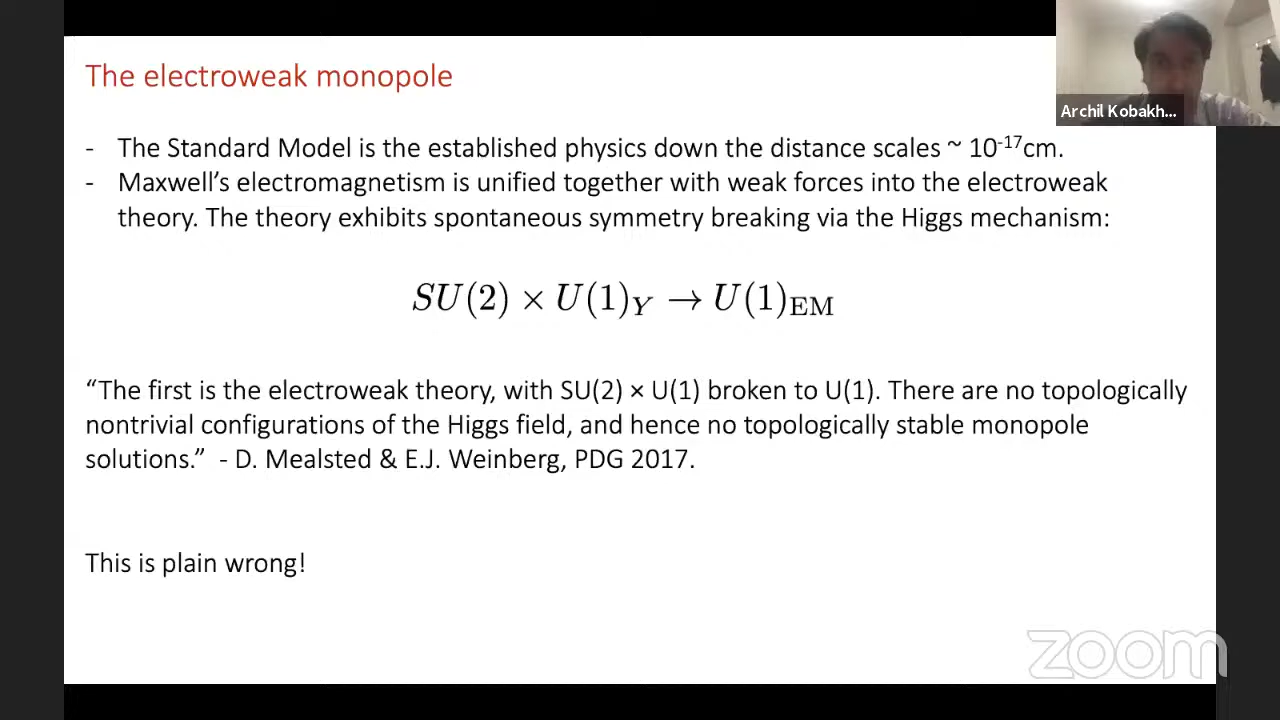 The electroweak monopole
Archil Kobakh...
- The Standard Model is the established physics down the distance scales ~ 10⁻¹⁷cm.
- Maxwell’s electromagnetism is unified together with weak forces into the electroweak
theory. The theory exhibits spontaneous symmetry breaking via the Higgs mechanism:
SU(2) × U(1)_Y → U(1)_EM
“The first is the electroweak theory, with SU(2) × U(1) broken to U(1). There are no topologically
nontrivial configurations of the Higgs field, and hence no topologically stable monopole
solutions.” - D. Mealsted & E.J. Weinberg, PDG 2017.
This is plain wrong!
zoom